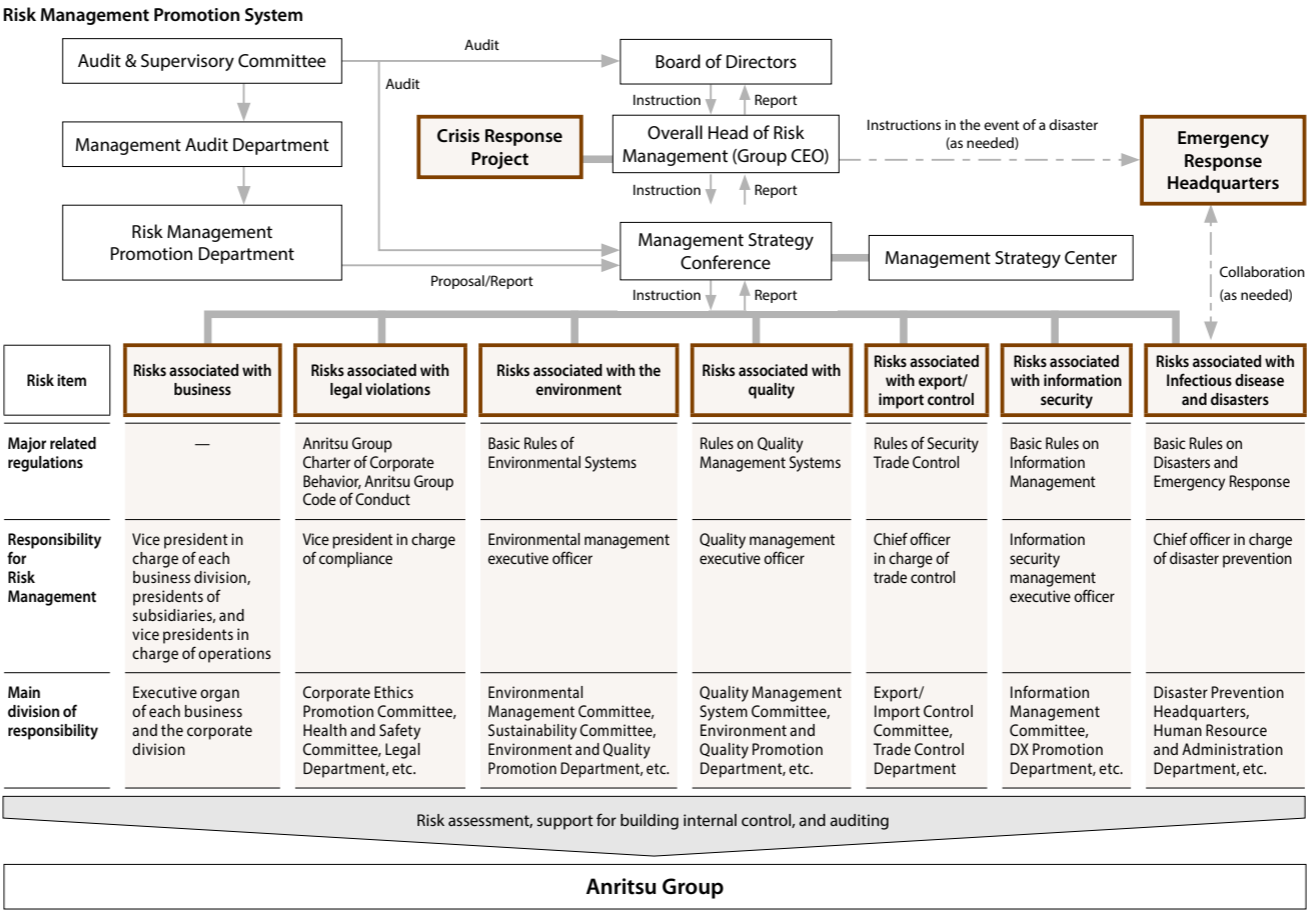 Risk Management Promotion System
Audit & Supervisory Committee
Audit
Board of Directors
Audit
Instruction
Report
Management Audit Department
Crisis Response
Project
Overall Head of Risk
Management (Group CEO)
Instructions in the event of a disaster
(as needed)
Emergency
Response
Headquarters
Instruction
Report
Risk Management
Promotion Department
Management Strategy
Conference
Management Strategy Center
Proposal/Report
Collaboration
(as needed)
Instruction
Report
Risk item
Risks associated with
business
Risks associated with
legal violations
Risks associated with the
environment
Risks associated with
quality
Risks associated
with export/
import control
Risks associated
with information
security
Risks associated with
Infectious disease
and disasters
Major related
regulations
—
Anritsu Group
Charter of Corporate
Behavior, Anritsu Group
Code of Conduct
Basic Rules of
Environmental Systems
Rules on Quality
Management Systems
Rules of Security
Trade Control
Basic Rules on
Information
Management
Basic Rules on
Disasters and
Emergency Response
Responsibility
for
Risk
Management
Vice president in
charge of each
business division,
presidents of
subsidiaries, and
vice presidents in
charge of operations
Vice president in charge
of compliance
Environmental management
executive officer
Quality management
executive officer
Chief officer
in charge of
trade control
Information
security
management
executive officer
Chief officer in charge
of disaster prevention
Main
division of
responsibility
Executive organ
of each business
and the corporate
division
Corporate Ethics
Promotion Committee,
Health and Safety
Committee, Legal
Department, etc.
Environmental
Management Committee,
Sustainability Committee,
Environment and Quality
Promotion Department, etc.
Quality Management
System Committee,
Environment and
Quality Promotion
Department, etc.
Export/
Import Control
Committee,
Trade Control
Department
Information
Management
Committee,
DX Promotion
Department, etc.
Disaster Prevention
Headquarters,
Human Resource
and Administration
Department, etc.
Risk assessment, support for building internal control, and auditing
Anritsu Group